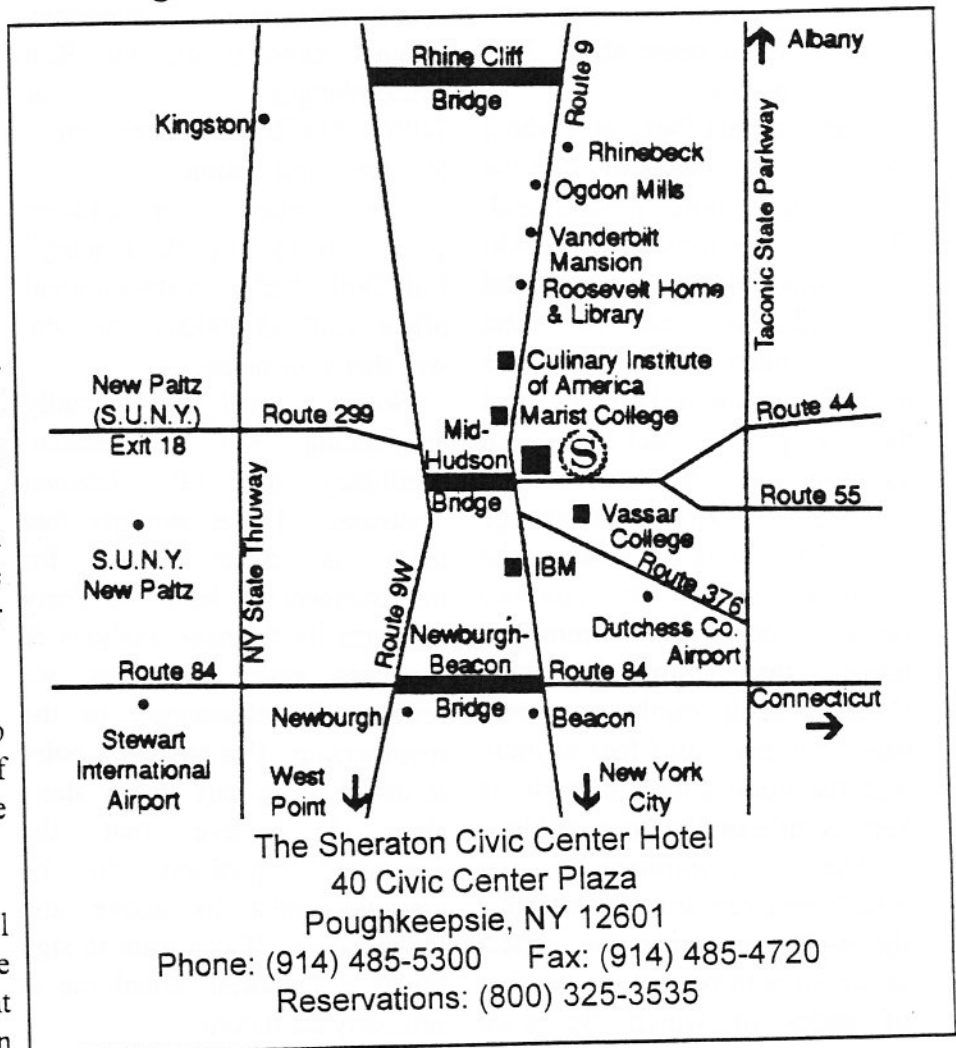 Rhine Cliff
Bridge
Route 9
Albany
Kingston
Rhinebeck
Ogdon Mills
Vanderbilt
Mansion
Roosevelt Home
& Library
Taconic State Parkway
Culinary Institute
of America
Marist College
New Paltz
(S.U.N.Y.)
Exit 18
Route 299
Mid-
Hudson
Bridge
S
Route 44
Route 55
Vassar
College
IBM
Route 376
S.U.N.Y.
New Paltz
NY State Thruway
Route 9W
Dutchess Co.
Airport
Newburgh-
Beacon
Bridge
Route 84
Route 84
Connecticut
Newburgh
Beacon
Stewart
International
Airport
West
Point
New York
City
The Sheraton Civic Center Hotel
40 Civic Center Plaza
Poughkeepsie, NY 12601
Phone: (914) 485-5300 Fax: (914) 485-4720
Reservations: (800) 325-3535